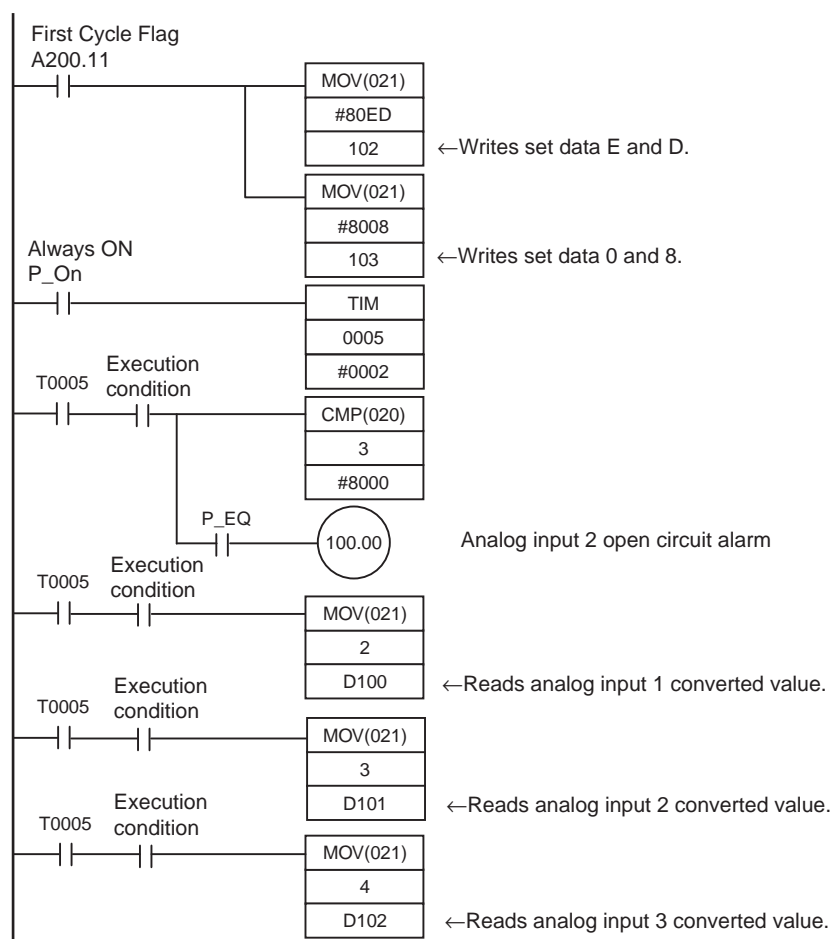 First Cycle Flag
A200.11
MOV(021)
#80ED
102 ←Writes set data E and D.
MOV(021)
#8008
103 ←Writes set data 0 and 8.
Always ON
P_On
TIM
0005
#0002
T0005 Execution
condition
CMP(020)
3
#8000
P_EQ
100.00 Analog input 2 open circuit alarm
T0005 Execution
condition
MOV(021)
2
D100 ←Reads analog input 1 converted value.
T0005 Execution
condition
MOV(021)
3
D101 ←Reads analog input 2 converted value.
T0005 Execution
condition
MOV(021)
4
D102 ←Reads analog input 3 converted value.